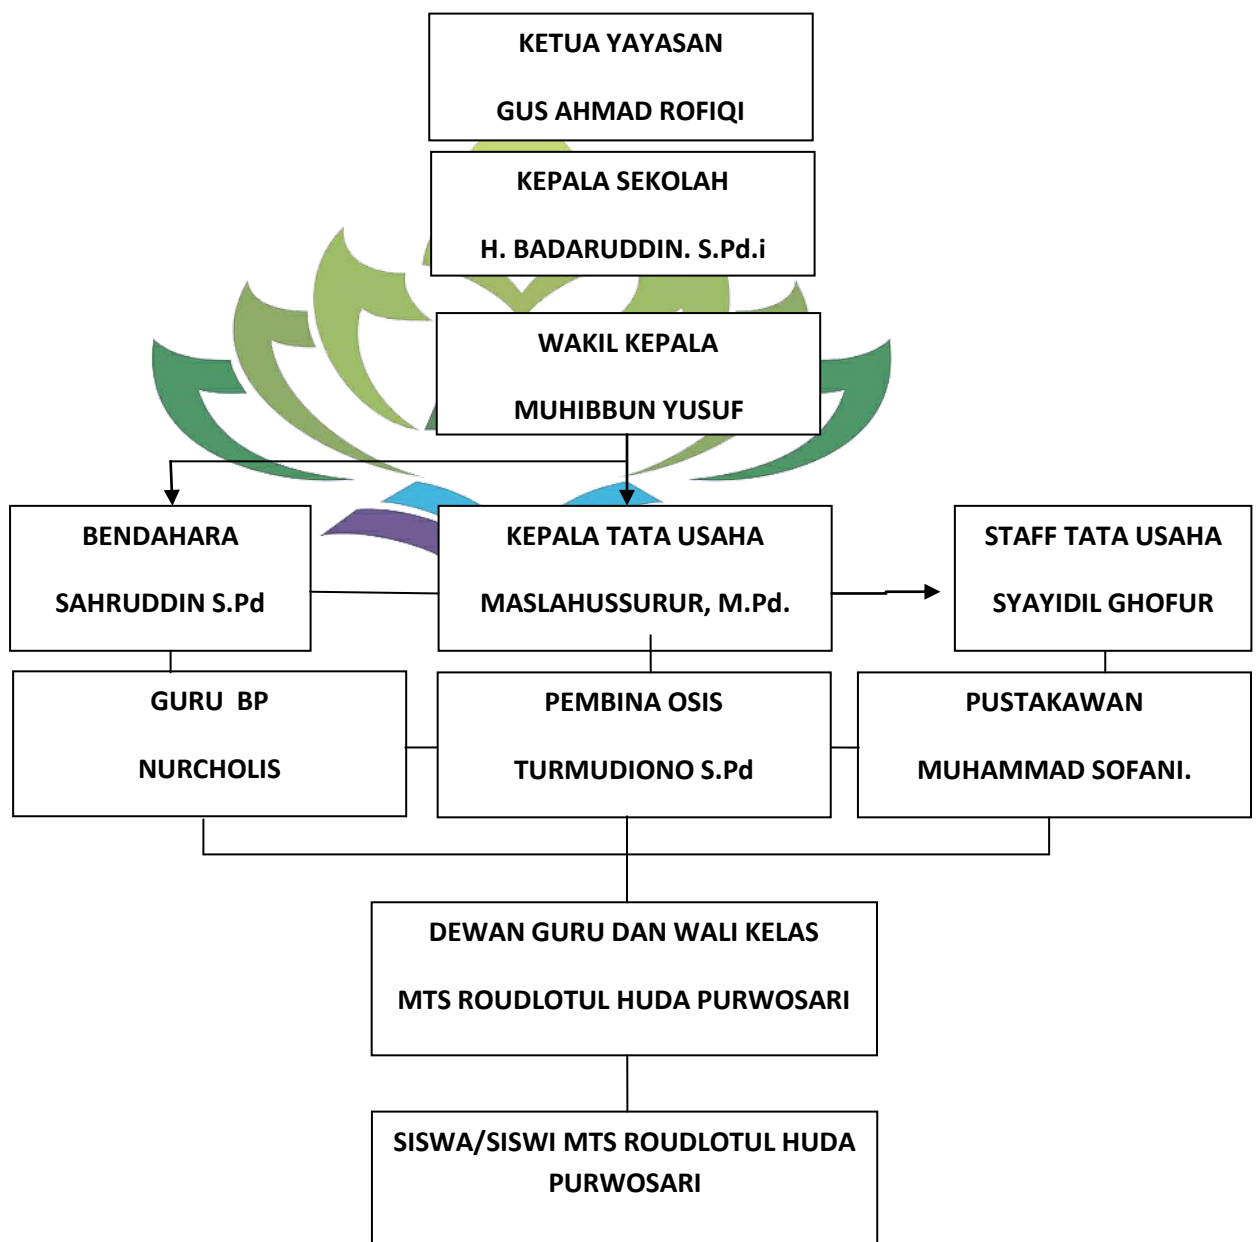 KETUA YAYASAN
GUS AHMAD ROFIQI
KEPALA SEKOLAH
H. BADARUDDIN. S.Pd.i
WAKIL KEPALA
MUHIBBUN YUSUF
BENDAHARA
SAHRUDDIN S.Pd
KEPALA TATA USAHA
MASLAHUSSURUR, M.Pd.
STAFF TATA USAHA
SYAYIDIL GHOFUR
GURU  BP
NURCHOLIS
PEMBINA OSIS
TURMUDIONO S.Pd
PUSTAKAWAN
MUHAMMAD SOFANI.
DEWAN GURU DAN WALI KELAS
MTS ROUDLOTUL HUDA PURWOSARI
SISWA/SISWI MTS ROUDLOTUL HUDA
PURWOSARI